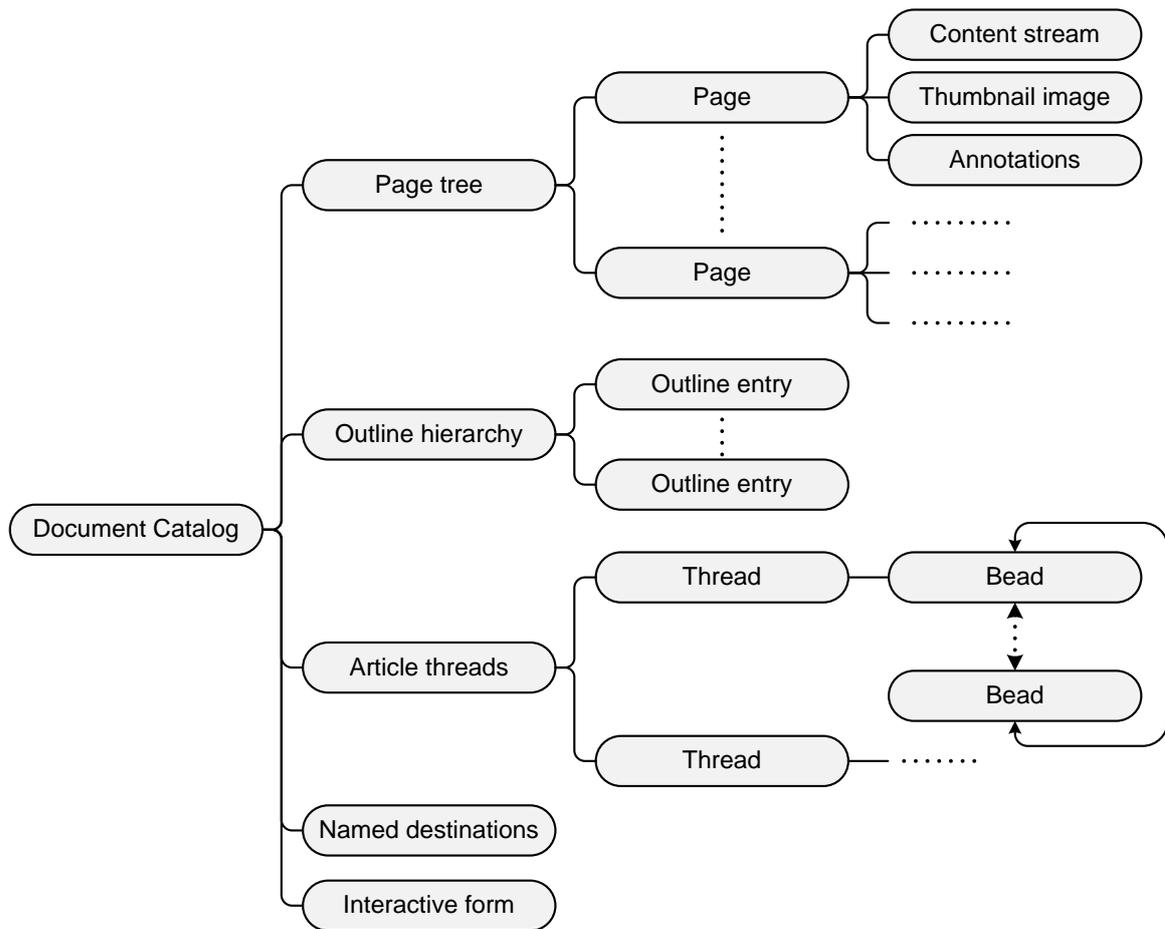 Content stream
Page
Thumbnail image
Annotations
Page tree
Page
Outline entry
Outline hierarchy
Outline entry
Document Catalog
Thread
Bead
Article threads
Bead
Thread
Named destinations
Interactive form